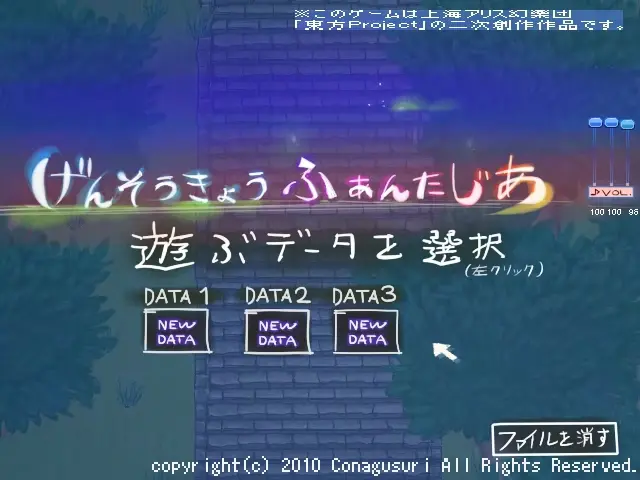 ※このゲームは上海アリス幻樂団
「東方Project」の二次創作作品です。
げんそうきょうふぁんたじあ
♪VOL.
100 100 96
遊ぶデータを選択
(左クリック)
DATA1 DATA2 DATA3
NEW DATA NEW DATA NEW DATA
ファイルを消す
copyright(c) 2010 Conagusuri All Rights Reserved.